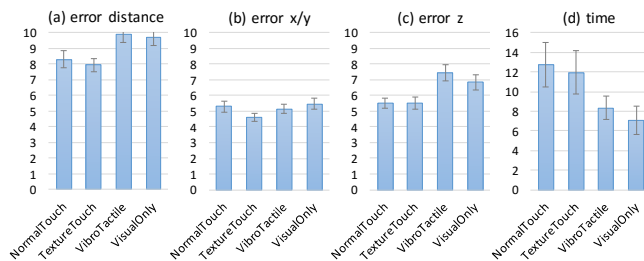 (a) error distance (b) error x/y (c) error z (d) time
10 10 10 16
9 9 9 14
8 8 8 12
7 7 7 10
6 6 6 8
5 5 5 6
4 4 4 4
3 3 3 2
2 2 2 0
1 1 1
0 0 0
NormalTouch TextureTouch VibroTactile VisualOnly NormalTouch TextureTouch VibroTactile VisualOnly NormalTouch TextureTouch VibroTactile VisualOnly NormalTouch TextureTouch VibroTactile VisualOnly